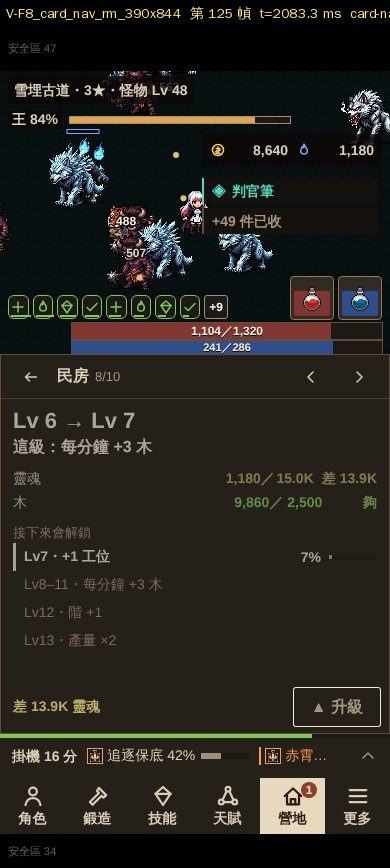 V-F8_card_nav_rm_390x844 第 125 幀 t=2083.3 ms card-na
安全區 47
雪埋古道・3★・怪物 Lv 48
王 84%
8,640 1,180
判官筆
+49 件已收
488
507
+9
1,104／1,320
241／286
← 民房 8/10
Lv 6 → Lv 7
這級：每分鐘 +3 木
靈魂 1,180／15.0K 差 13.9K
木 9,860／ 2,500 夠
接下來會解鎖
Lv7・+1 工位 7%
Lv8–11・每分鐘 +3 木
Lv12・階 +1
Lv13・產量 ×2
差 13.9K 靈魂 ▲ 升級
掛機 16 分 追逐保底 42% 赤霄…
1
角色 鍛造 技能 天賦 營地 更多
安全區 34